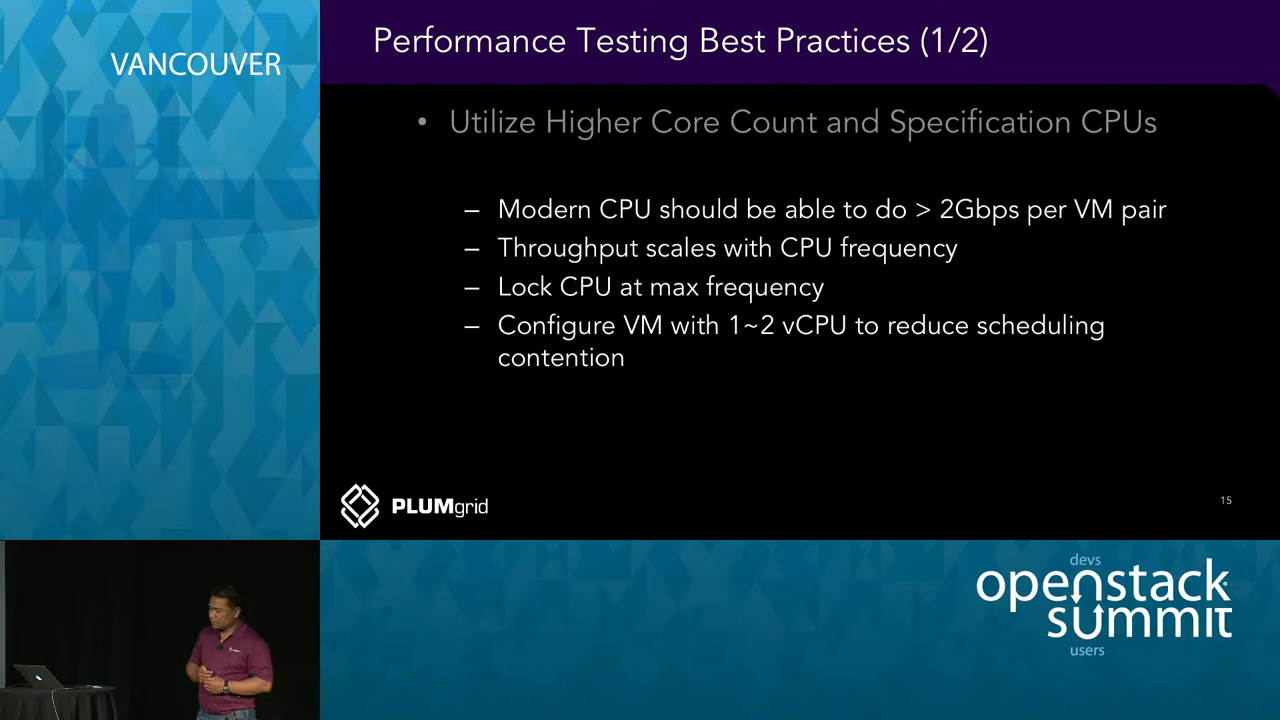 VANCOUVER
Performance Testing Best Practices (1/2)
• Utilize Higher Core Count and Specification CPUs
– Modern CPU should be able to do > 2Gbps per VM pair
– Throughput scales with CPU frequency
– Lock CPU at max frequency
– Configure VM with 1~2 vCPU to reduce scheduling
contention
PLUMgrid
15
devs
openstack
summit
users